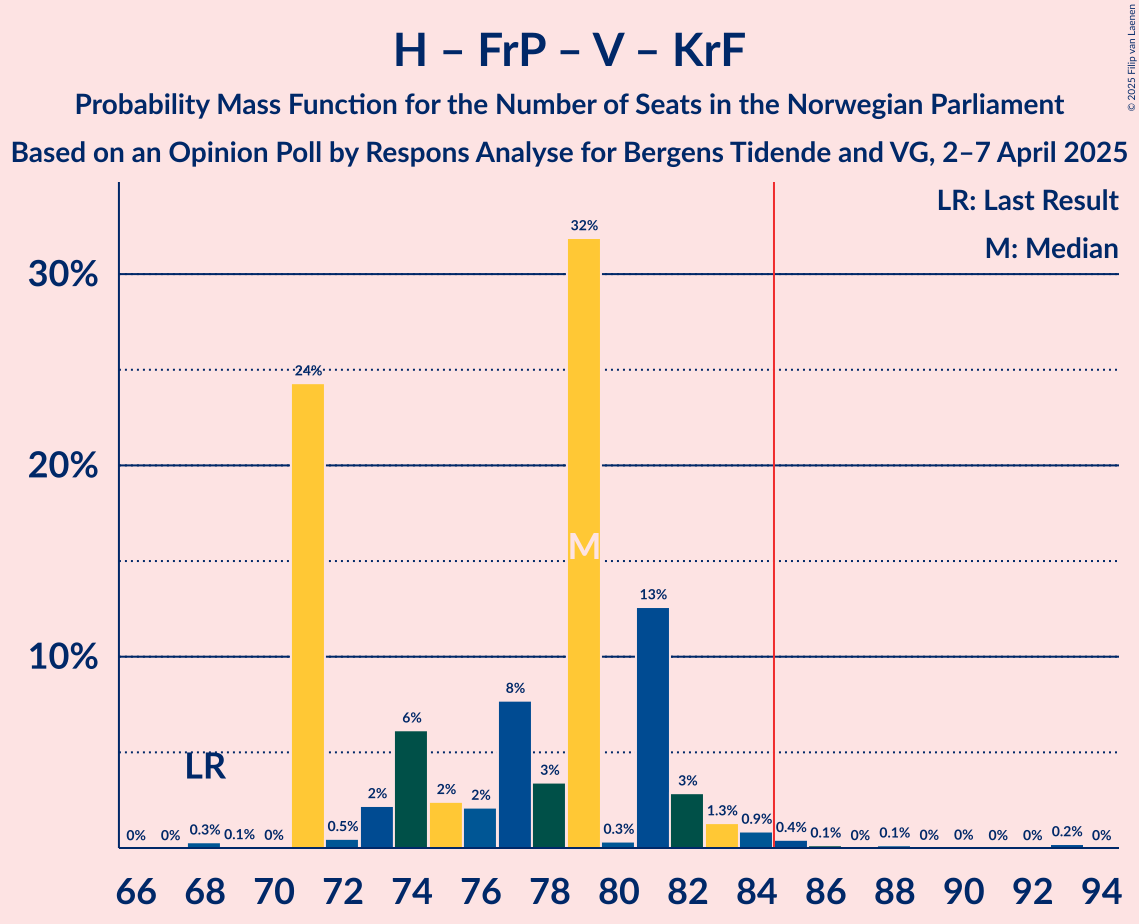 H – FrP – V – KrF
Probability Mass Function for the Number of Seats in the Norwegian Parliament
Based on an Opinion Poll by Respons Analyse for Bergens Tidende and VG, 2–7 April 2025
© 2025 Filip van Laenen
LR: Last Result
M: Median
30%
20%
10%
LR
M
0% 0% 0.3% 0.1% 0% 24% 0.5% 2% 6% 2% 2% 8% 3% 32% 0.3% 13% 3% 1.3% 0.9% 0.4% 0.1% 0% 0.1% 0% 0% 0% 0% 0.2% 0%
66 68 70 72 74 76 78 80 82 84 86 88 90 92 94